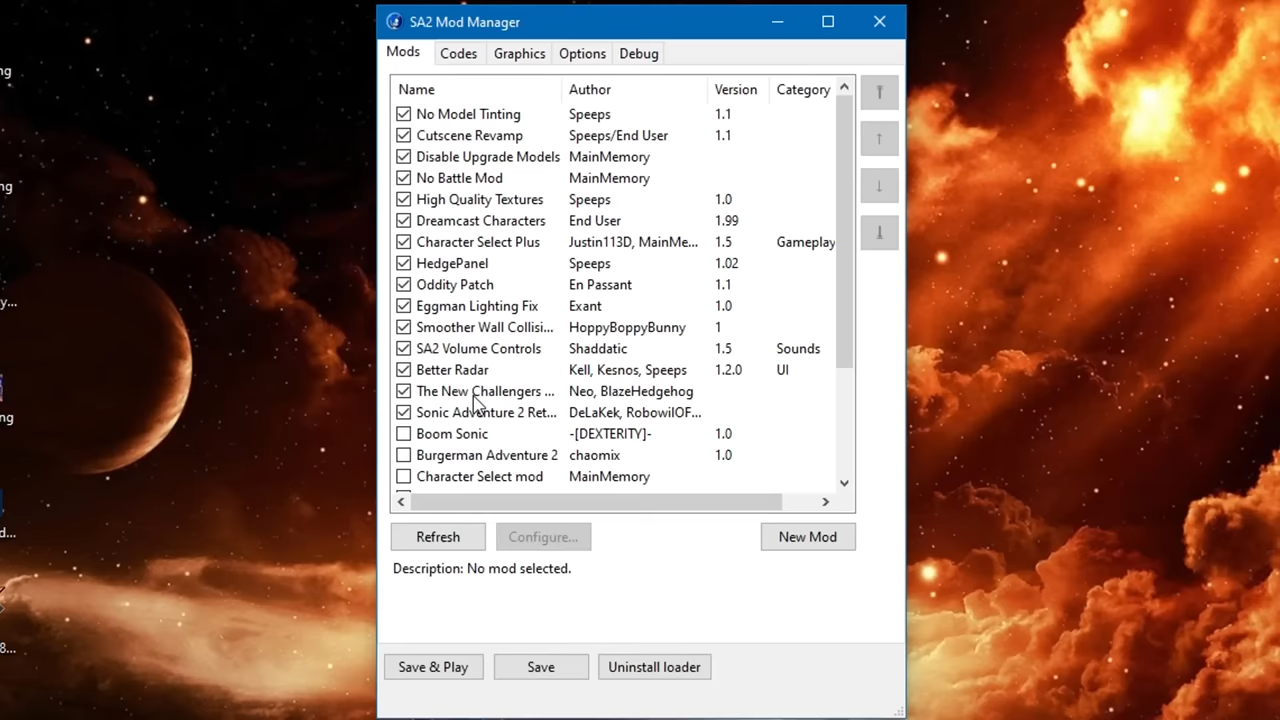 SA2 Mod Manager
Mods Codes Graphics Options Debug
Name Author Version Category
No Model Tinting Speeps 1.1
Cutscene Revamp Speeps/End User 1.1
Disable Upgrade Models MainMemory
No Battle Mod MainMemory
High Quality Textures Speeps 1.0
Dreamcast Characters End User 1.99
Character Select Plus Justin113D, MainMe... 1.5 Gameplay
HedgePanel Speeps 1.02
Oddity Patch En Passant 1.1
Eggman Lighting Fix Exant 1.0
Smoother Wall Collisi... HoppyBoppyBunny 1
SA2 Volume Controls Shaddatic 1.5 Sounds
Better Radar Kell, Kesnos, Speeps 1.2.0 UI
The New Challengers ... Neo, BlazeHedgehog
Sonic Adventure 2 Ret... DeLaKek, RobowilOF...
Boom Sonic -[DEXTERITY]- 1.0
Burgerman Adventure 2 chaomix 1.0
Character Select mod MainMemory
Refresh Configure... New Mod
Description: No mod selected.
Save & Play Save Uninstall loader
ng
ng
y...
ng
d...
8...